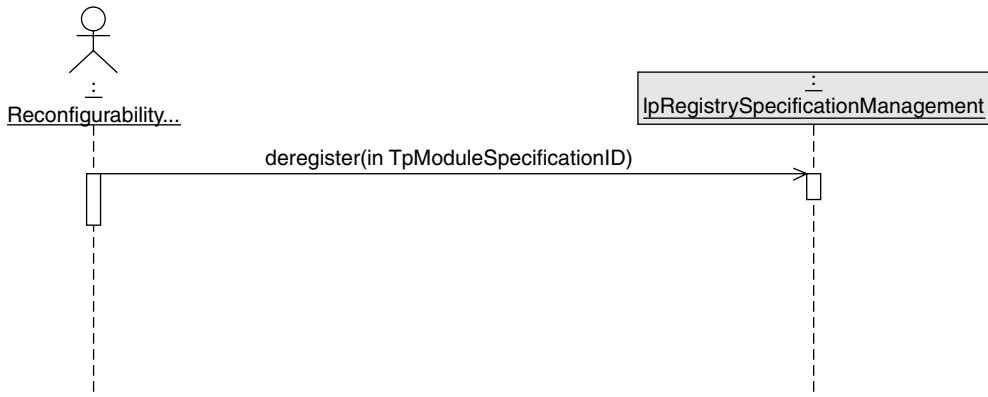 :
Reconfigurability...
:
IpRegistrySpecificationManagement
deregister(in TpModuleSpecificationID)